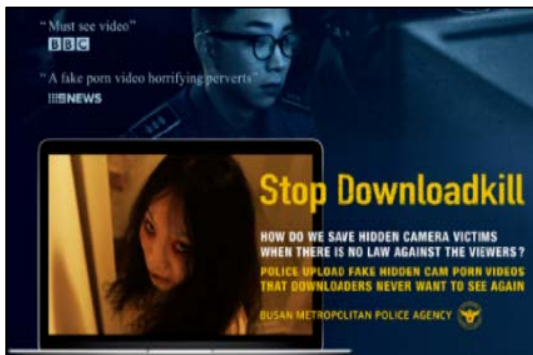 "Must see video"
BBC
"A fake porn video horrifying perverts"
9NEWS
Stop Downloadkill
HOW DO WE SAVE HIDDEN CAMERA VICTIMS
WHEN THERE IS NO LAW AGAINST THE VIEWERS?
POLICE UPLOAD FAKE HIDDEN CAM PORN VIDEOS
THAT DOWNLOADERS NEVER WANT TO SEE AGAIN
BUSAN METROPOLITAN POLICE AGENCY